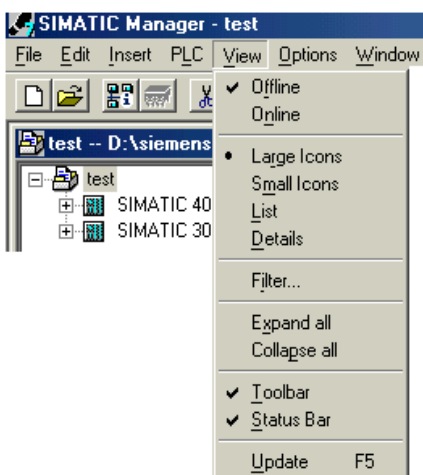 SIMATIC Manager - test
File Edit Insert PLC View Options Window
Offline
Online
test -- D:\siemens
test
SIMATIC 40
SIMATIC 30
Large Icons
Small Icons
List
Details
Filter...
Expand all
Collapse all
Toolbar
Status Bar
Update F5